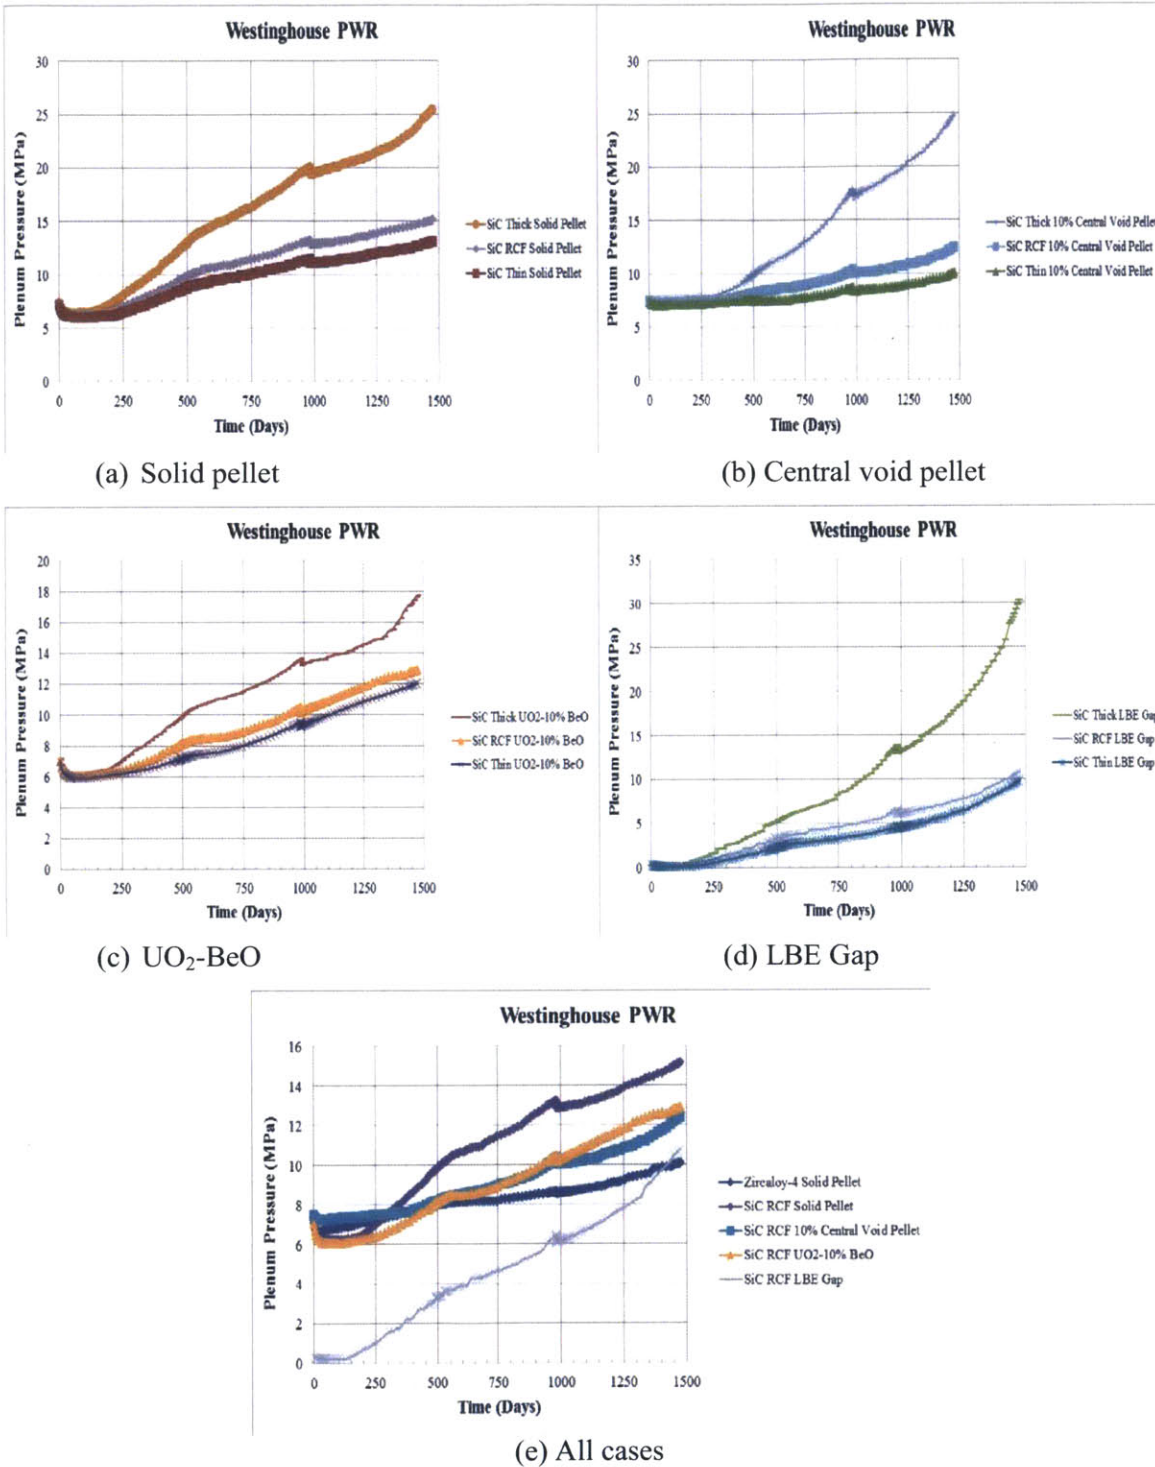 Westinghouse PWR
Plenum Pressure (MPa)
30
25
20
15
10
5
0
0 250 500 750 1000 1250 1500
Time (Days)
SiC Thick Solid Pellet
SiC RCF Solid Pellet
SiC Thin Solid Pellet
(a) Solid pellet
Westinghouse PWR
Plenum Pressure (MPa)
30
25
20
15
10
5
0
0 250 500 750 1000 1250 1500
Time (Days)
SiC Thick 10% Central Void Pellet
SiC RCF 10% Central Void Pellet
SiC Thin 10% Central Void Pellet
(b) Central void pellet
Westinghouse PWR
Plenum Pressure (MPa)
20
18
16
14
12
10
8
6
4
2
0
0 250 500 750 1000 1250 1500
Time (Days)
SiC Thick UO2-10% BeO
SiC RCF UO2-10% BeO
SiC Thin UO2-10% BeO
(c) UO₂-BeO
Westinghouse PWR
Plenum Pressure (MPa)
35
30
25
20
15
10
5
0
0 250 500 750 1000 1250 1500
Time (Days)
SiC Thick LBE Gap
SiC RCF LBE Gap
SiC Thin LBE Gap
(d) LBE Gap
Westinghouse PWR
Plenum Pressure (MPa)
16
14
12
10
8
6
4
2
0
0 250 500 750 1000 1250 1500
Time (Days)
Zircaloy-4 Solid Pellet
SiC RCF Solid Pellet
SiC RCF 10% Central Void Pellet
SiC RCF UO2-10% BeO
SiC RCF LBE Gap
(e) All cases